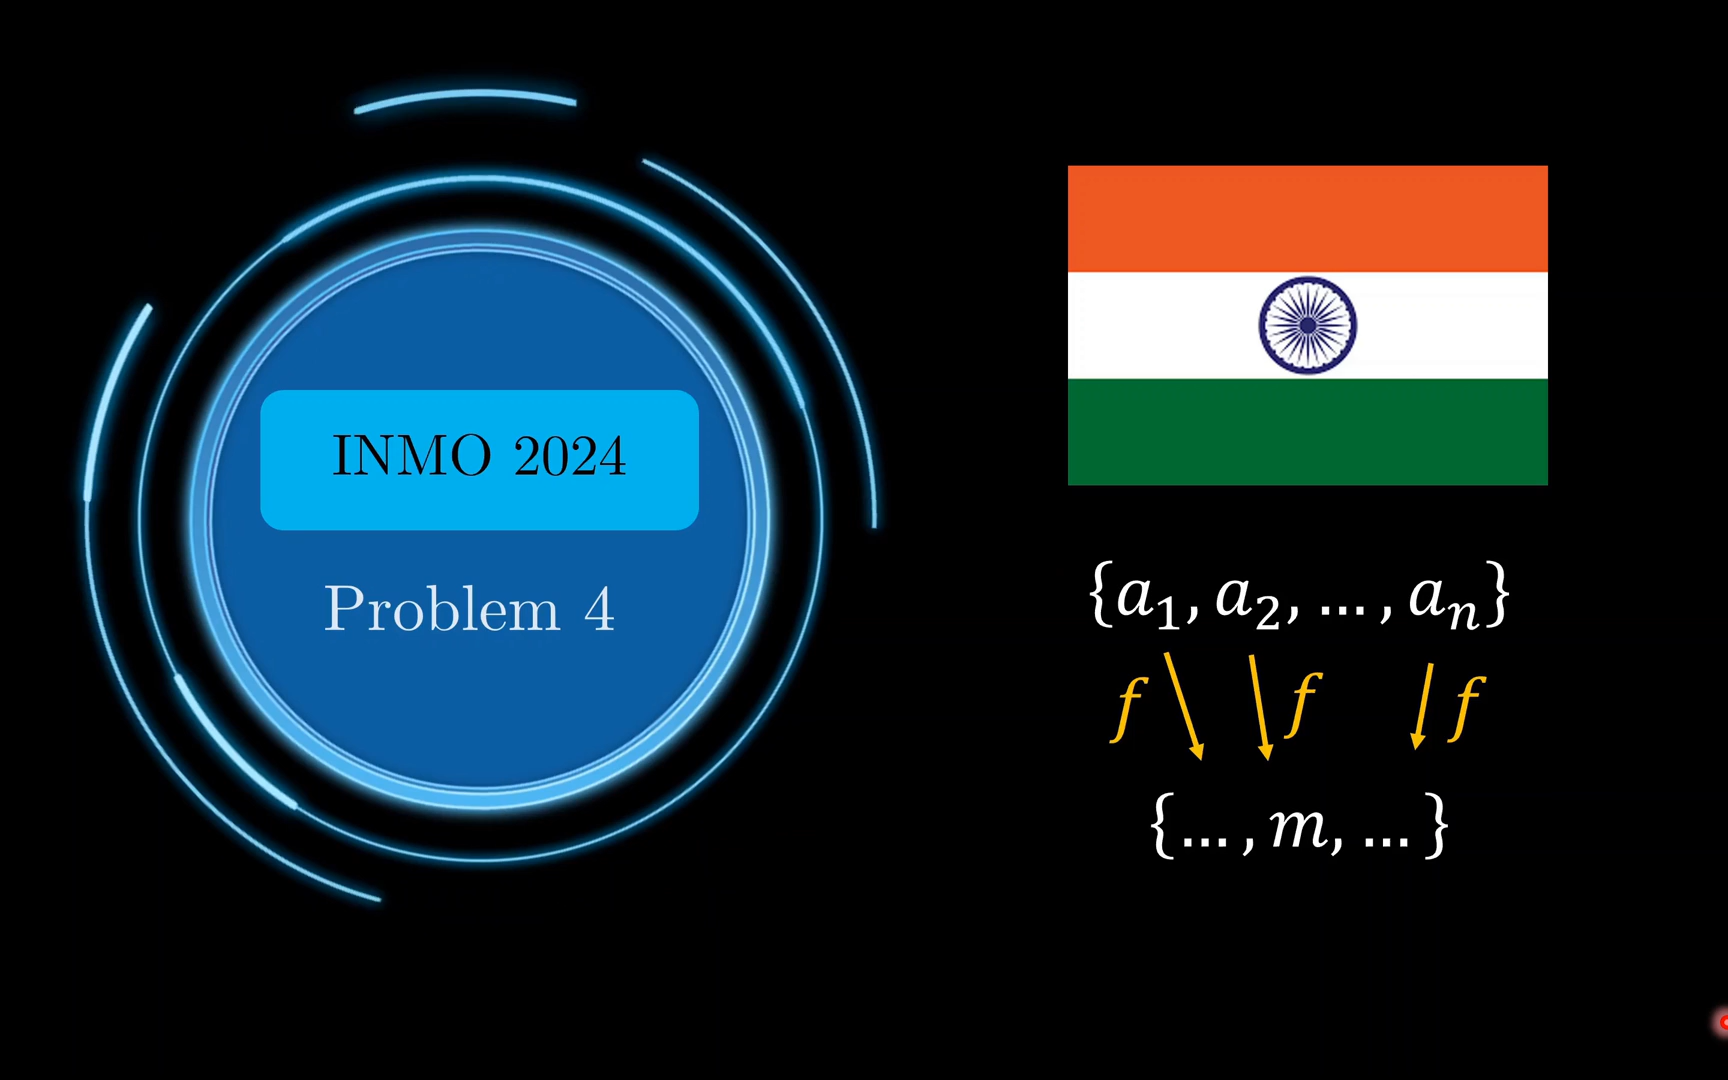 INMO 2024
Problem 4
{a₁, a₂, …, aₙ}
f f f
{…, m, …}